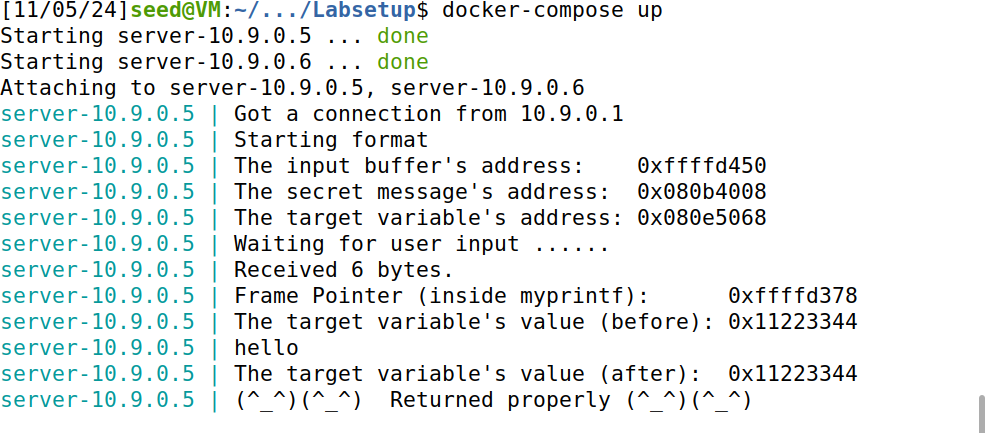 [11/05/24]seed@VM:~/.../Labsetup$ docker-compose up
Starting server-10.9.0.5 ... done
Starting server-10.9.0.6 ... done
Attaching to server-10.9.0.5, server-10.9.0.6
server-10.9.0.5 | Got a connection from 10.9.0.1
server-10.9.0.5 | Starting format
server-10.9.0.5 | The input buffer's address:    0xffffd450
server-10.9.0.5 | The secret message's address:  0x080b4008
server-10.9.0.5 | The target variable's address: 0x080e5068
server-10.9.0.5 | Waiting for user input ......
server-10.9.0.5 | Received 6 bytes.
server-10.9.0.5 | Frame Pointer (inside myprintf):      0xffffd378
server-10.9.0.5 | The target variable's value (before): 0x11223344
server-10.9.0.5 | hello
server-10.9.0.5 | The target variable's value (after):  0x11223344
server-10.9.0.5 | (^_^)(^_^)  Returned properly (^_^)(^_^)